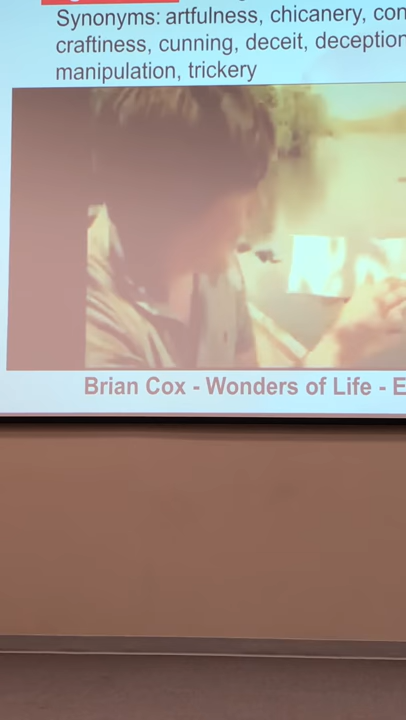 Synonyms: artfulness, chicanery,
craftiness, cunning, deceit, deception
manipulation, trickery
Brian Cox - Wonders of Life -